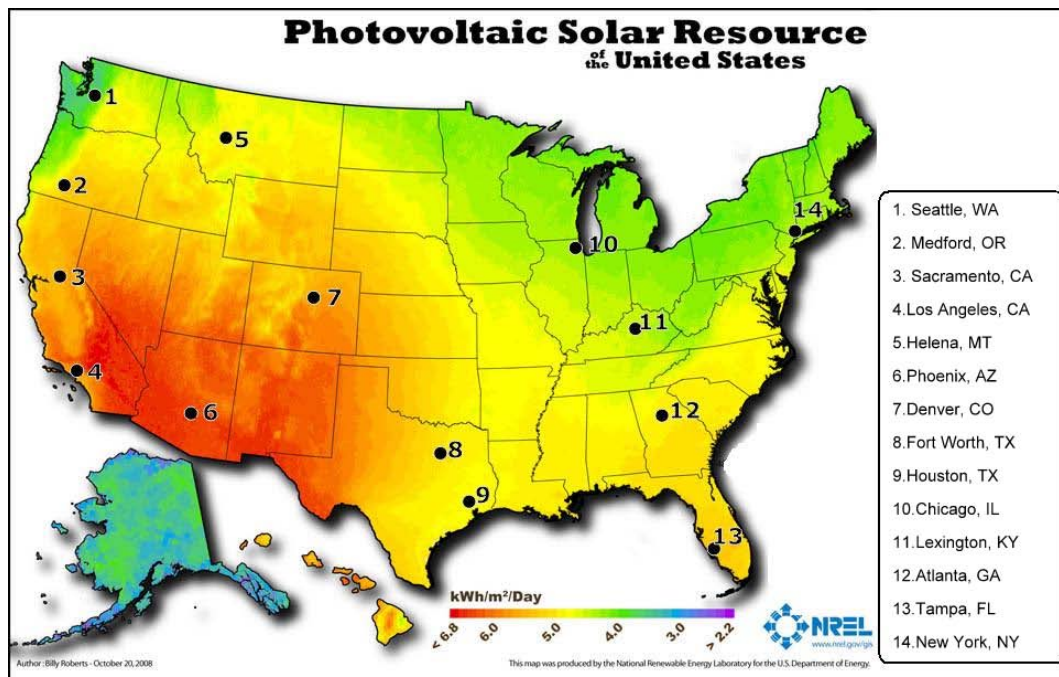 Photovoltaic Solar Resource
of
the United States
1
2
3
4
5
6
7
8
9
10
11
12
13
14
1. Seattle, WA
2. Medford, OR
3. Sacramento, CA
4.Los Angeles, CA
5.Helena, MT
6.Phoenix, AZ
7.Denver, CO
8.Fort Worth, TX
9.Houston, TX
10.Chicago, IL
11.Lexington, KY
12.Atlanta, GA
13.Tampa, FL
14.New York, NY
kWh/m²/Day
< 6.8 6.0 5.0 4.0 3.0 > 2.2
NREL
www.nrel.gov/gis
Author : Billy Roberts - October 20, 2008
This map was produced by the National Renewable Energy Laboratory for the U.S. Department of Energy.